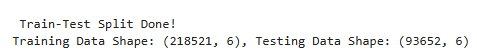 Train-Test Split Done!
Training Data Shape: (218521, 6), Testing Data Shape: (93652, 6)